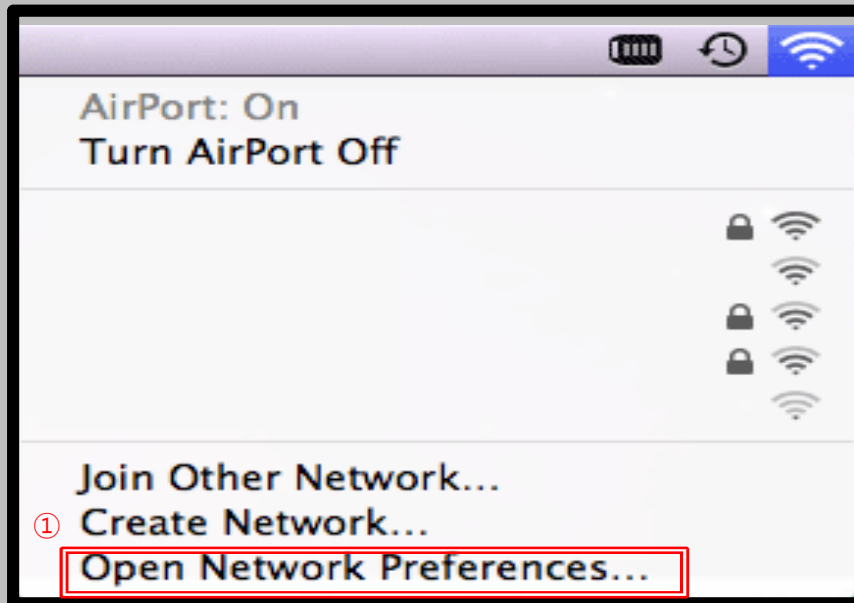 AirPort: On
Turn AirPort Off
Join Other Network...
① Create Network...
Open Network Preferences...